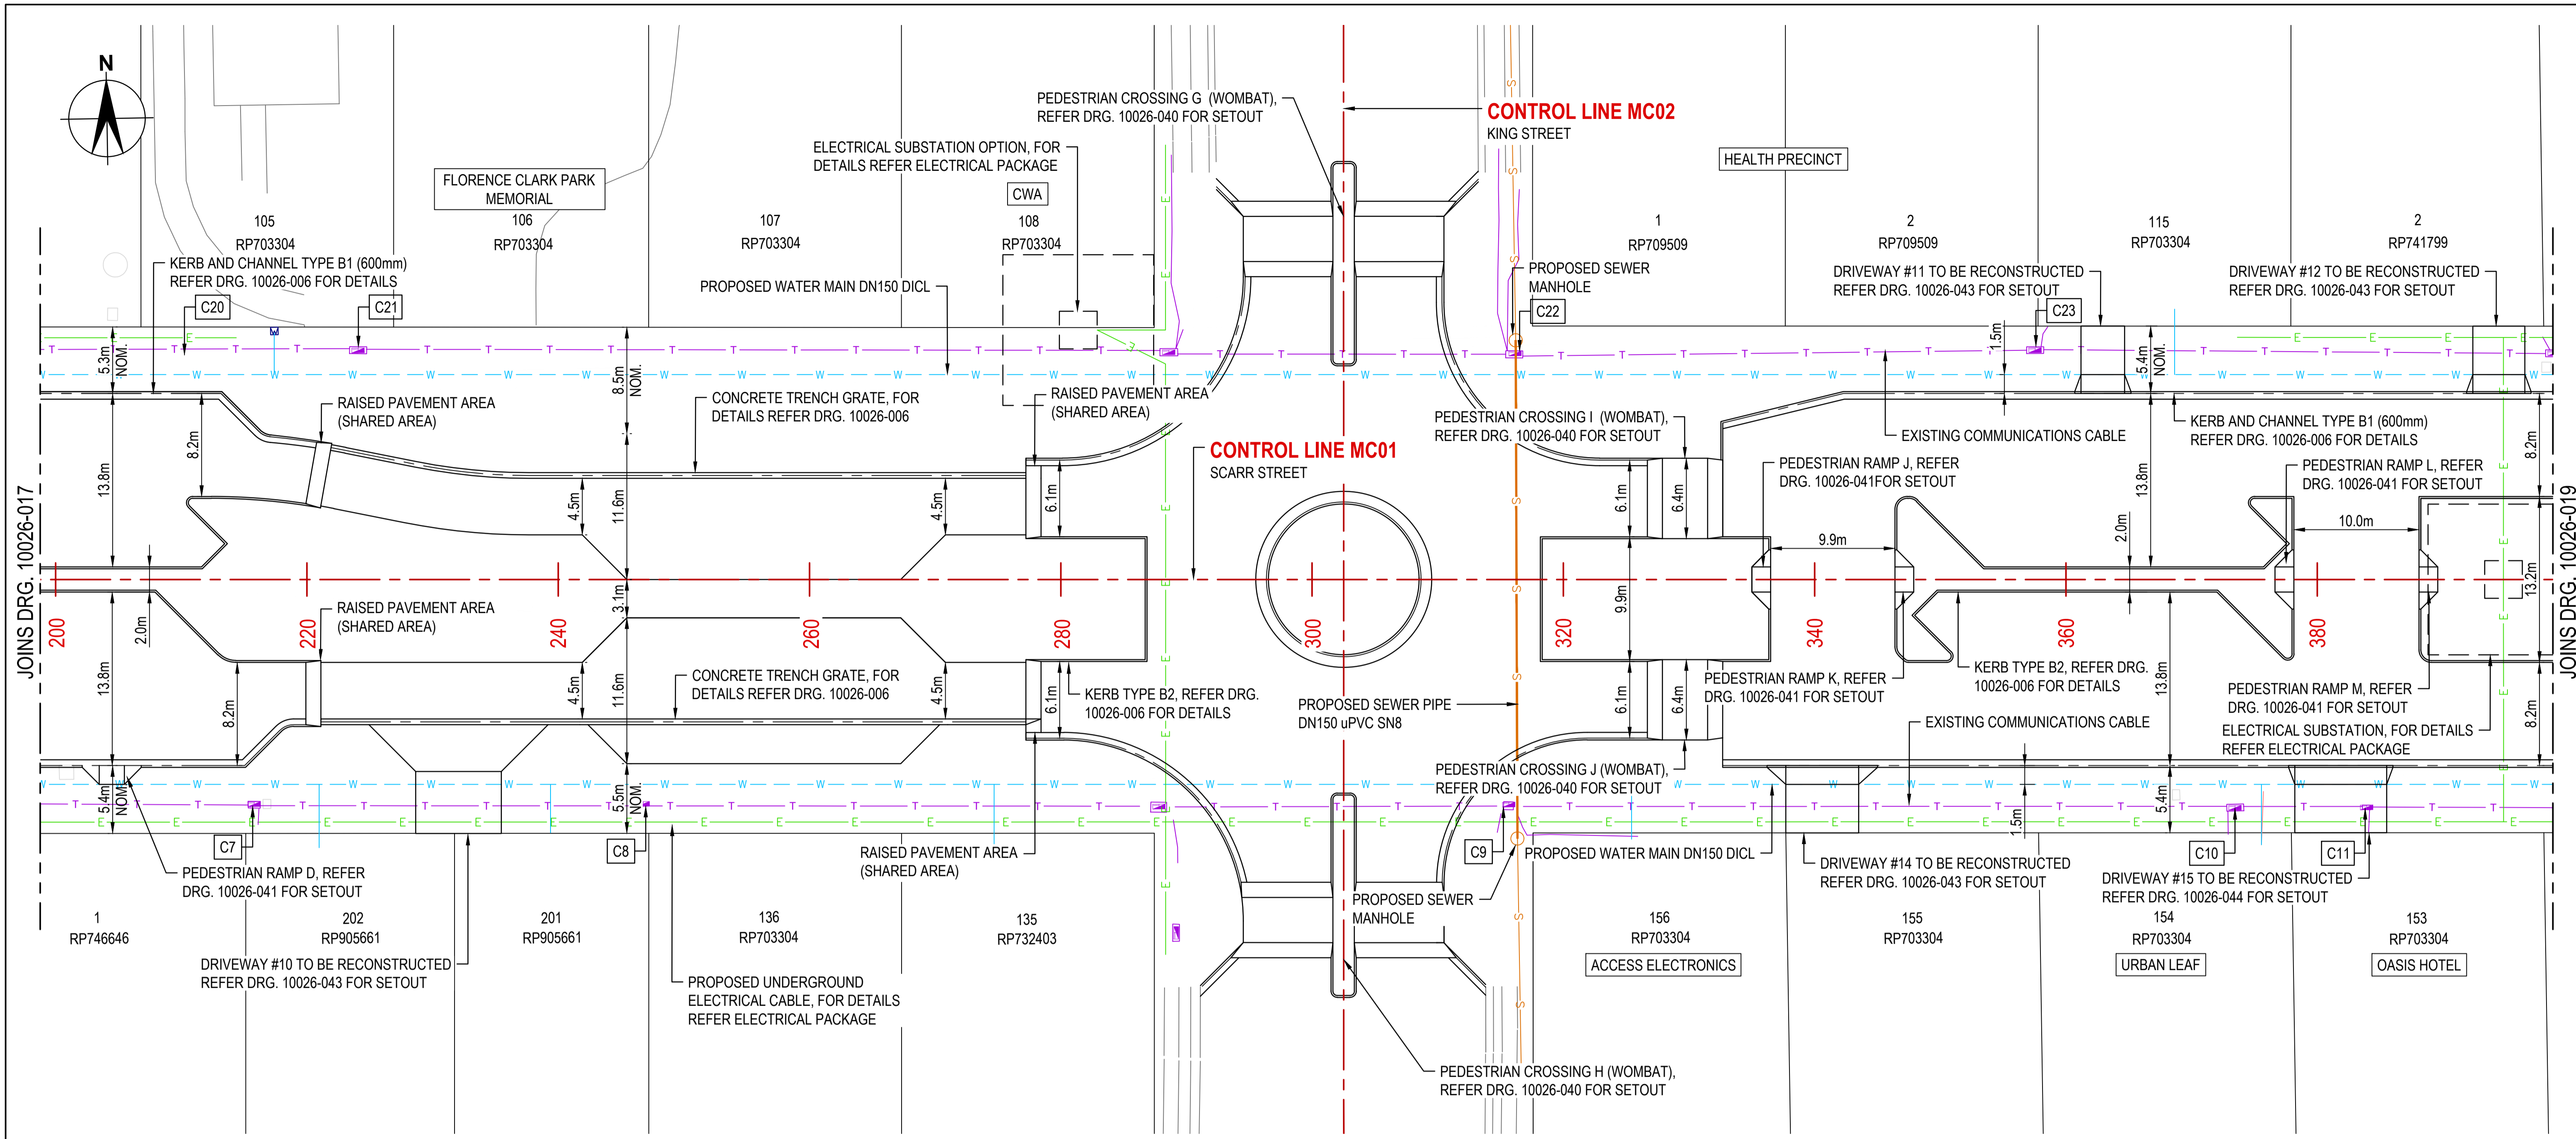 N
PEDESTRIAN CROSSING G (WOMBAT),
REFER DRG. 10026-040 FOR SETOUT
CONTROL LINE MC02
KING STREET
ELECTRICAL SUBSTATION OPTION, FOR
DETAILS REFER ELECTRICAL PACKAGE
HEALTH PRECINCT
FLORENCE CLARK PARK
MEMORIAL
CWA
105
RP703304
106
RP703304
107
RP703304
108
RP703304
1
RP709509
2
RP709509
115
RP703304
2
RP741799
KERB AND CHANNEL TYPE B1 (600mm)
REFER DRG. 10026-006 FOR DETAILS
PROPOSED WATER MAIN DN150 DICL
PROPOSED SEWER
MANHOLE
DRIVEWAY #11 TO BE RECONSTRUCTED
REFER DRG. 10026-043 FOR SETOUT
DRIVEWAY #12 TO BE RECONSTRUCTED
REFER DRG. 10026-043 FOR SETOUT
C20
C21
C22
C23
5.3m
NOM.
8.5m
NOM.
1.5m
5.4m
NOM.
RAISED PAVEMENT AREA
(SHARED AREA)
CONCRETE TRENCH GRATE, FOR
DETAILS REFER DRG. 10026-006
RAISED PAVEMENT AREA
(SHARED AREA)
PEDESTRIAN CROSSING I (WOMBAT),
REFER DRG. 10026-040 FOR SETOUT
EXISTING COMMUNICATIONS CABLE
KERB AND CHANNEL TYPE B1 (600mm)
REFER DRG. 10026-006 FOR DETAILS
CONTROL LINE MC01
SCARR STREET
PEDESTRIAN RAMP J, REFER
DRG. 10026-041FOR SETOUT
PEDESTRIAN RAMP L, REFER
DRG. 10026-041 FOR SETOUT
13.8m
8.2m
4.5m
11.6m
4.5m
6.1m
6.1m
6.4m
13.8m
8.2m
9.9m
2.0m
10.0m
JOINS DRG. 10026-017
JOINS DRG. 10026-019
200
220
240
260
280
300
320
340
360
380
2.0m
3.1m
9.9m
13.2m
RAISED PAVEMENT AREA
(SHARED AREA)
CONCRETE TRENCH GRATE, FOR
DETAILS REFER DRG. 10026-006
KERB TYPE B2, REFER DRG.
10026-006 FOR DETAILS
PROPOSED SEWER PIPE
DN150 uPVC SN8
PEDESTRIAN RAMP K, REFER
DRG. 10026-041 FOR SETOUT
KERB TYPE B2, REFER DRG.
10026-006 FOR DETAILS
PEDESTRIAN RAMP M, REFER
DRG. 10026-041 FOR SETOUT
13.8m
8.2m
4.5m
11.6m
4.5m
6.1m
6.1m
6.4m
13.8m
8.2m
EXISTING COMMUNICATIONS CABLE
ELECTRICAL SUBSTATION, FOR DETAILS
REFER ELECTRICAL PACKAGE
PEDESTRIAN CROSSING J (WOMBAT),
REFER DRG. 10026-040 FOR SETOUT
5.4m
NOM.
5.5m
NOM.
1.5m
5.4m
C7
C8
C9
C10
C11
PEDESTRIAN RAMP D, REFER
DRG. 10026-041 FOR SETOUT
RAISED PAVEMENT AREA
(SHARED AREA)
PROPOSED WATER MAIN DN150 DICL
DRIVEWAY #14 TO BE RECONSTRUCTED
REFER DRG. 10026-043 FOR SETOUT
DRIVEWAY #15 TO BE RECONSTRUCTED
REFER DRG. 10026-044 FOR SETOUT
PROPOSED SEWER
MANHOLE
1
RP746646
202
RP905661
201
RP905661
136
RP703304
135
RP732403
156
RP703304
155
RP703304
154
RP703304
153
RP703304
ACCESS ELECTRONICS
URBAN LEAF
OASIS HOTEL
DRIVEWAY #10 TO BE RECONSTRUCTED
REFER DRG. 10026-043 FOR SETOUT
PROPOSED UNDERGROUND
ELECTRICAL CABLE, FOR DETAILS
REFER ELECTRICAL PACKAGE
PEDESTRIAN CROSSING H (WOMBAT),
REFER DRG. 10026-040 FOR SETOUT